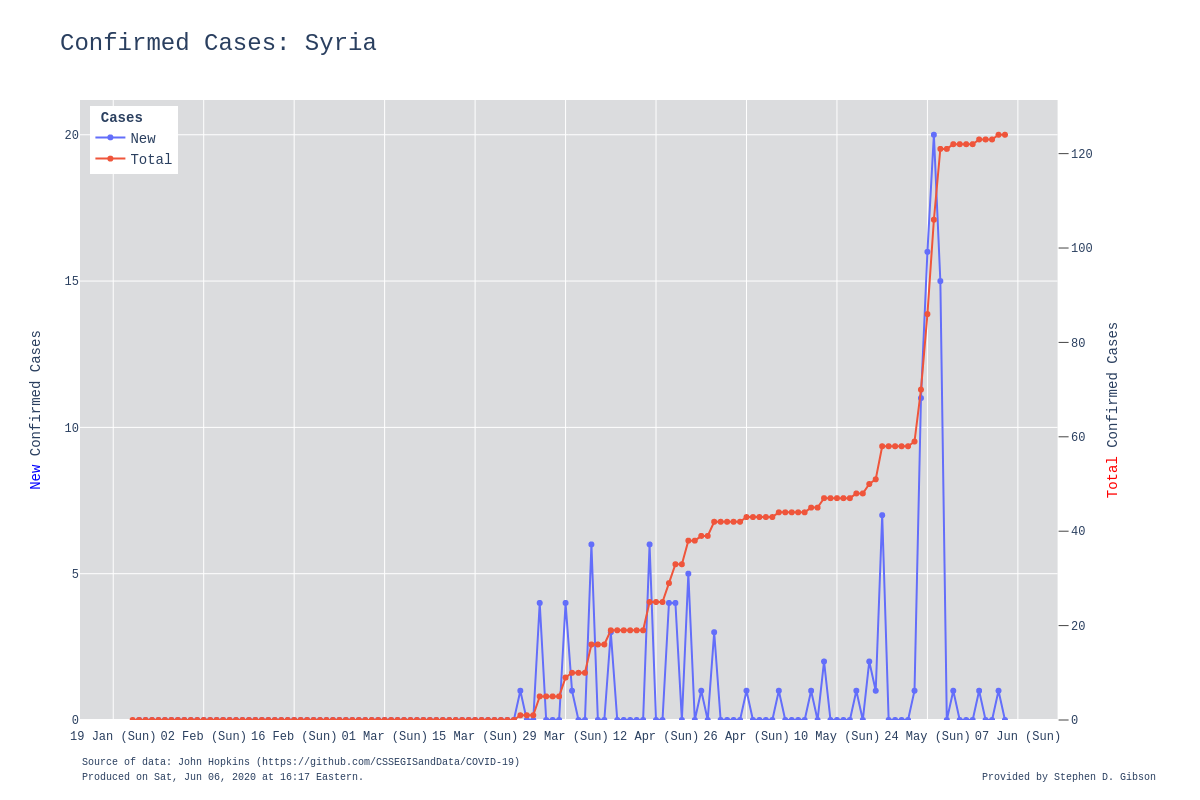 Confirmed Cases: Syria
Cases
New
Total
20
15
10
5
0
120
100
80
60
40
20
0
New Confirmed Cases
Total Confirmed Cases
19 Jan (Sun) 02 Feb (Sun) 16 Feb (Sun) 01 Mar (Sun) 15 Mar (Sun) 29 Mar (Sun) 12 Apr (Sun) 26 Apr (Sun) 10 May (Sun) 24 May (Sun) 07 Jun (Sun)
Source of data: John Hopkins (https://github.com/CSSEGISandData/COVID-19)
Produced on Sat, Jun 06, 2020 at 16:17 Eastern.
Provided by Stephen D. Gibson